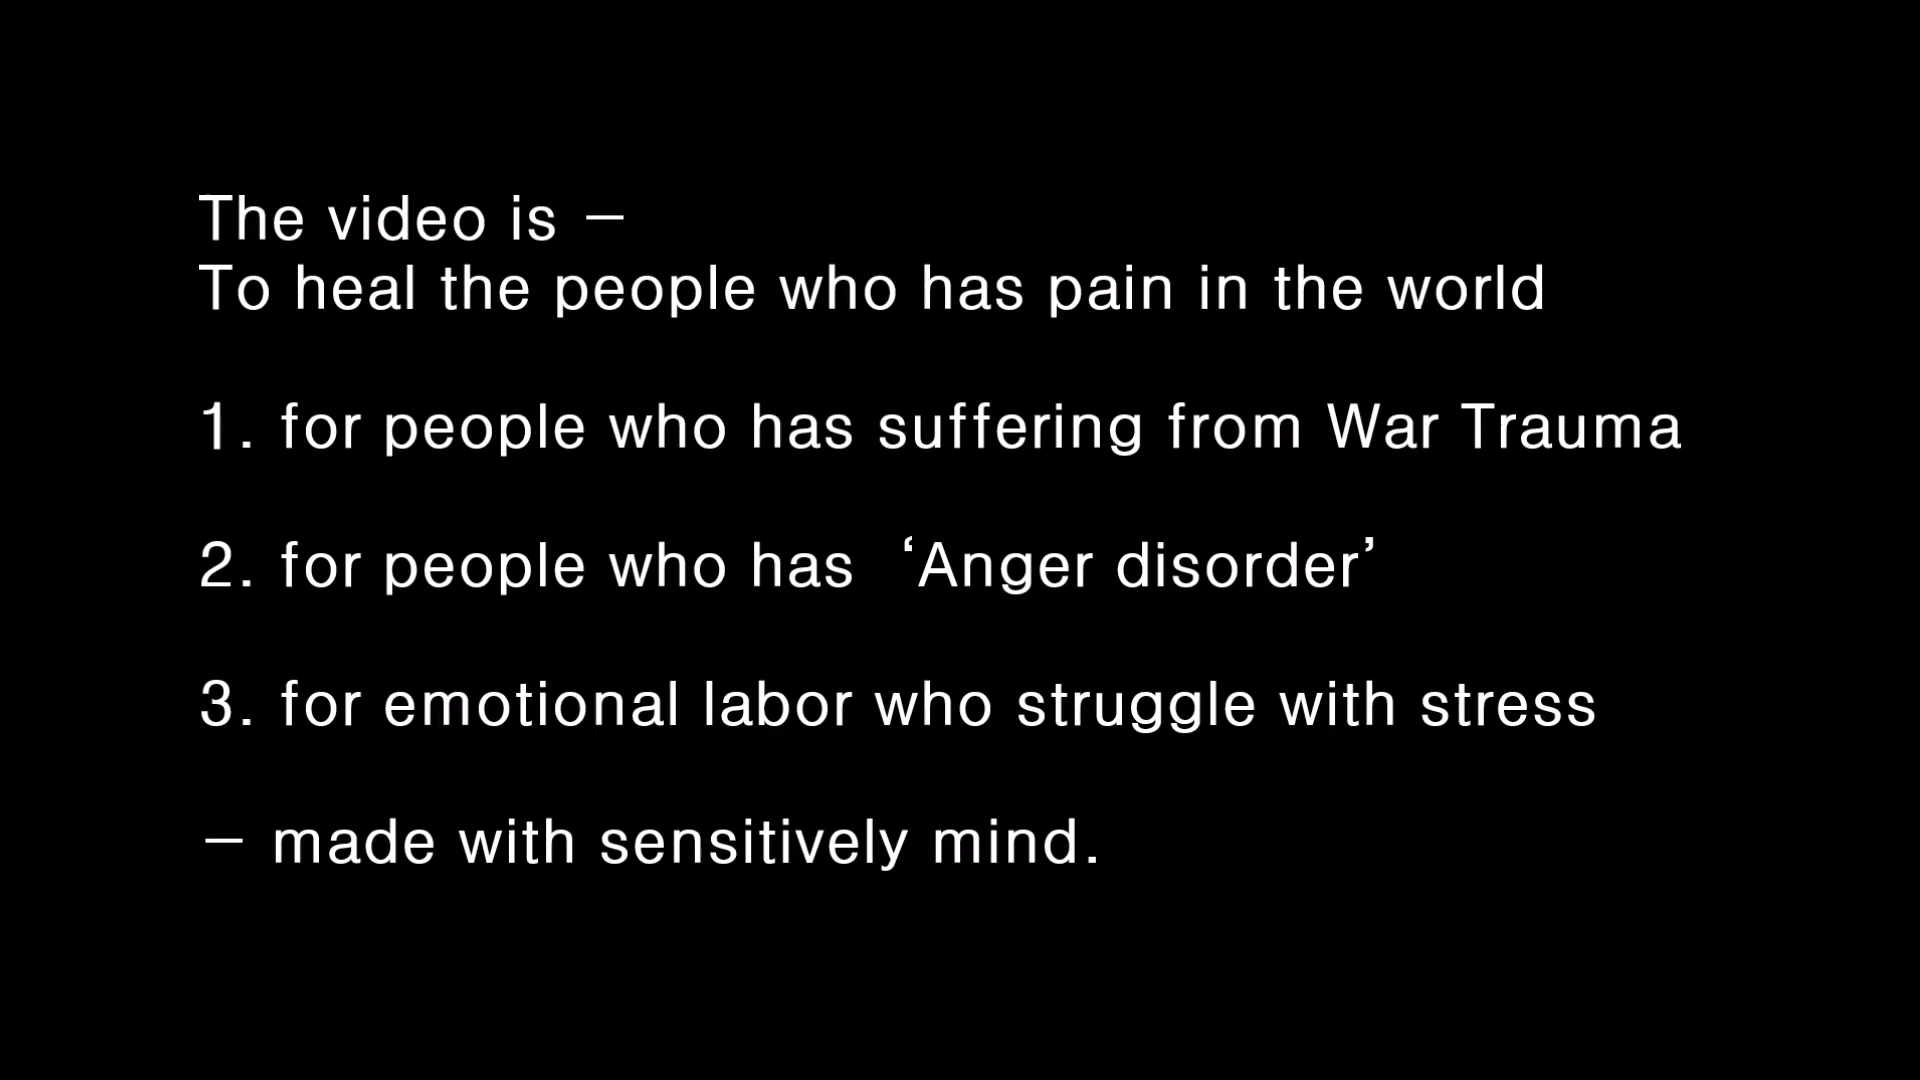 The video is –
To heal the people who has pain in the world
1. for people who has suffering from War Trauma
2. for people who has ‘Anger disorder’
3. for emotional labor who struggle with stress
– made with sensitively mind.